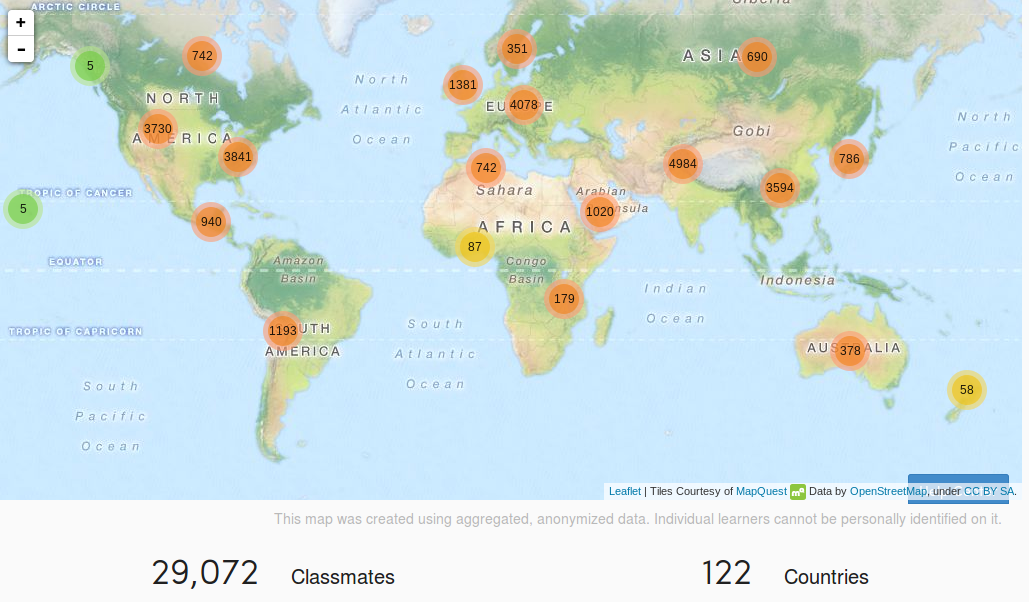 ARCTIC CIRCLE
Siberia
+
-
351
742
690
5
ASIA
1381
North
NORTH
4078
EUROPE
Atlantic
North
3730
Gobi
AMERICA
Ocean
Pacific
3841
786
742
4984
Ocean
TROPIC OF CANCER
Sahara
Arabian
3594
5
1020
Peninsula
940
AFRICA
87
EQUATOR
Amazon
Congo
Basin
Basin
Indonesia
Indian
179
Ocean
South
1193
SOUTH
TROPIC OF CAPRICORN
AUSTRALIA
378
AMERICA
Atlantic
South
Ocean
58
Pacific
Ocean
Leaflet | Tiles Courtesy of MapQuest Data by OpenStreetMap, under CC BY SA.
This map was created using aggregated, anonymized data. Individual learners cannot be personally identified on it.
29,072 Classmates
122 Countries